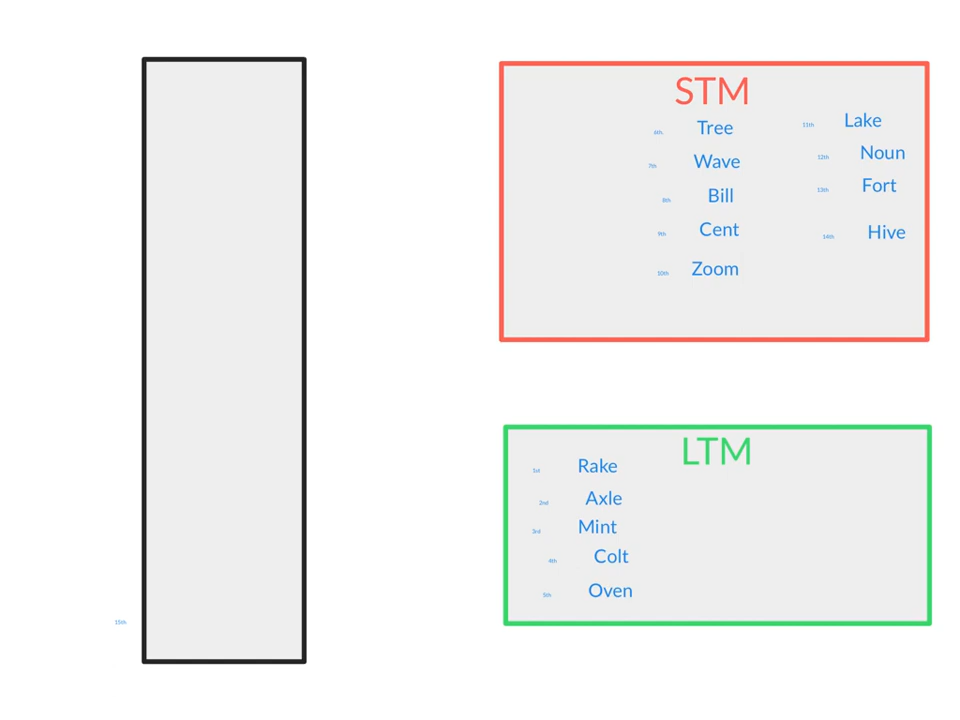 STM
6th. Tree
7th Wave
8th Bill
9th Cent
10th Zoom
11th Lake
12th Noun
13th Fort
14th Hive
LTM
1st Rake
2nd Axle
3rd Mint
4th Colt
5th Oven
15th